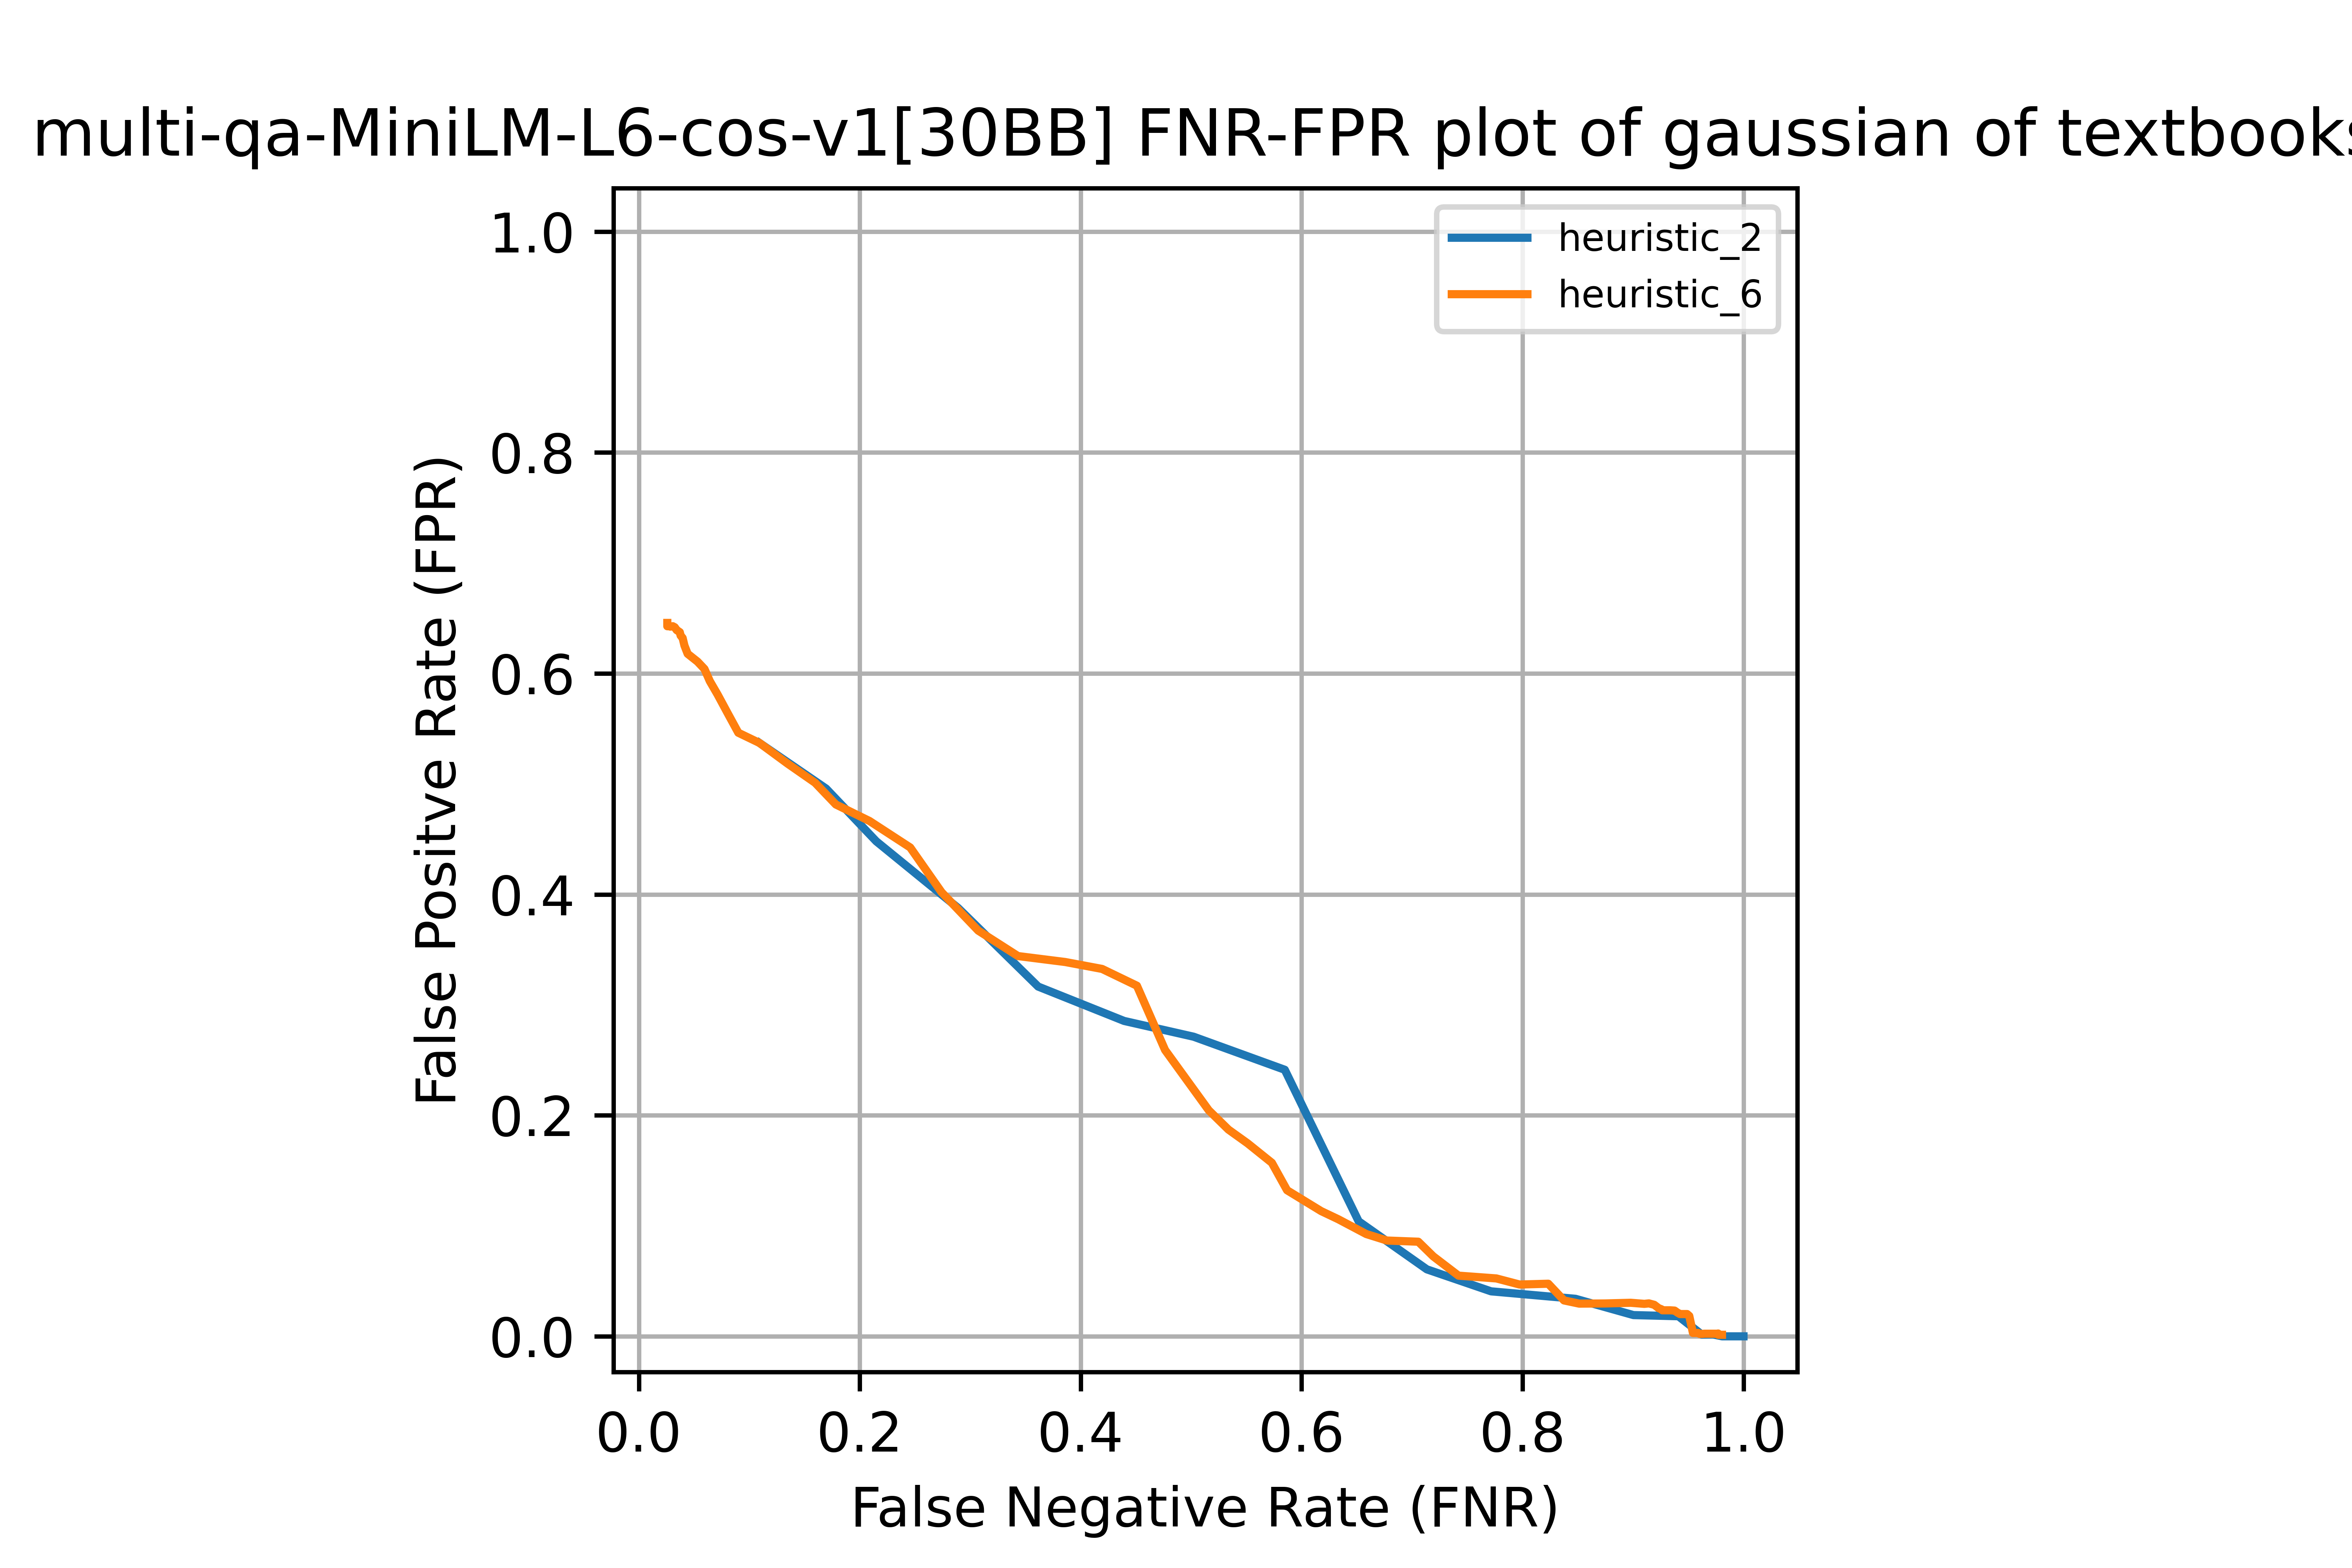 multi-qa-MiniLM-L6-cos-v1[30BB] FNR-FPR plot of gaussian of textbooks
heuristic_2
heuristic_6
1.0
0.8
0.6
0.4
0.2
0.0
False Positve Rate (FPR)
0.0 0.2 0.4 0.6 0.8 1.0
False Negative Rate (FNR)